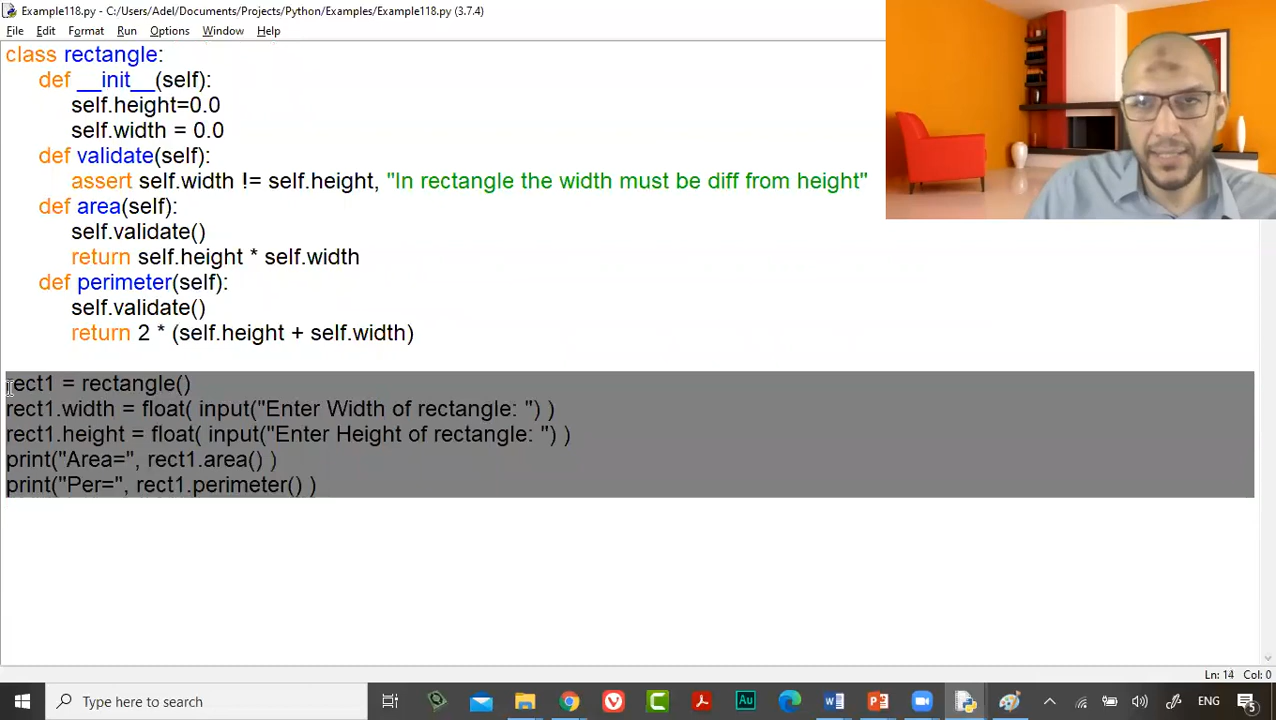 Example118.py - C:/Users/Adel/Documents/Projects/Python/Examples/Example118.py (3.7.4)
File Edit Format Run Options Window Help
class rectangle:
def __init__(self):
self.height=0.0
self.width = 0.0
def validate(self):
assert self.width != self.height, "In rectangle the width must be diff from height"
def area(self):
self.validate()
return self.height * self.width
def perimeter(self):
self.validate()
return 2 * (self.height + self.width)
rect1 = rectangle()
rect1.width = float( input("Enter Width of rectangle: ") )
rect1.height = float( input("Enter Height of rectangle: ") )
print("Area=", rect1.area() )
print("Per=", rect1.perimeter() )
Ln: 14 Col: 0
Type here to search
Au
ENG
5